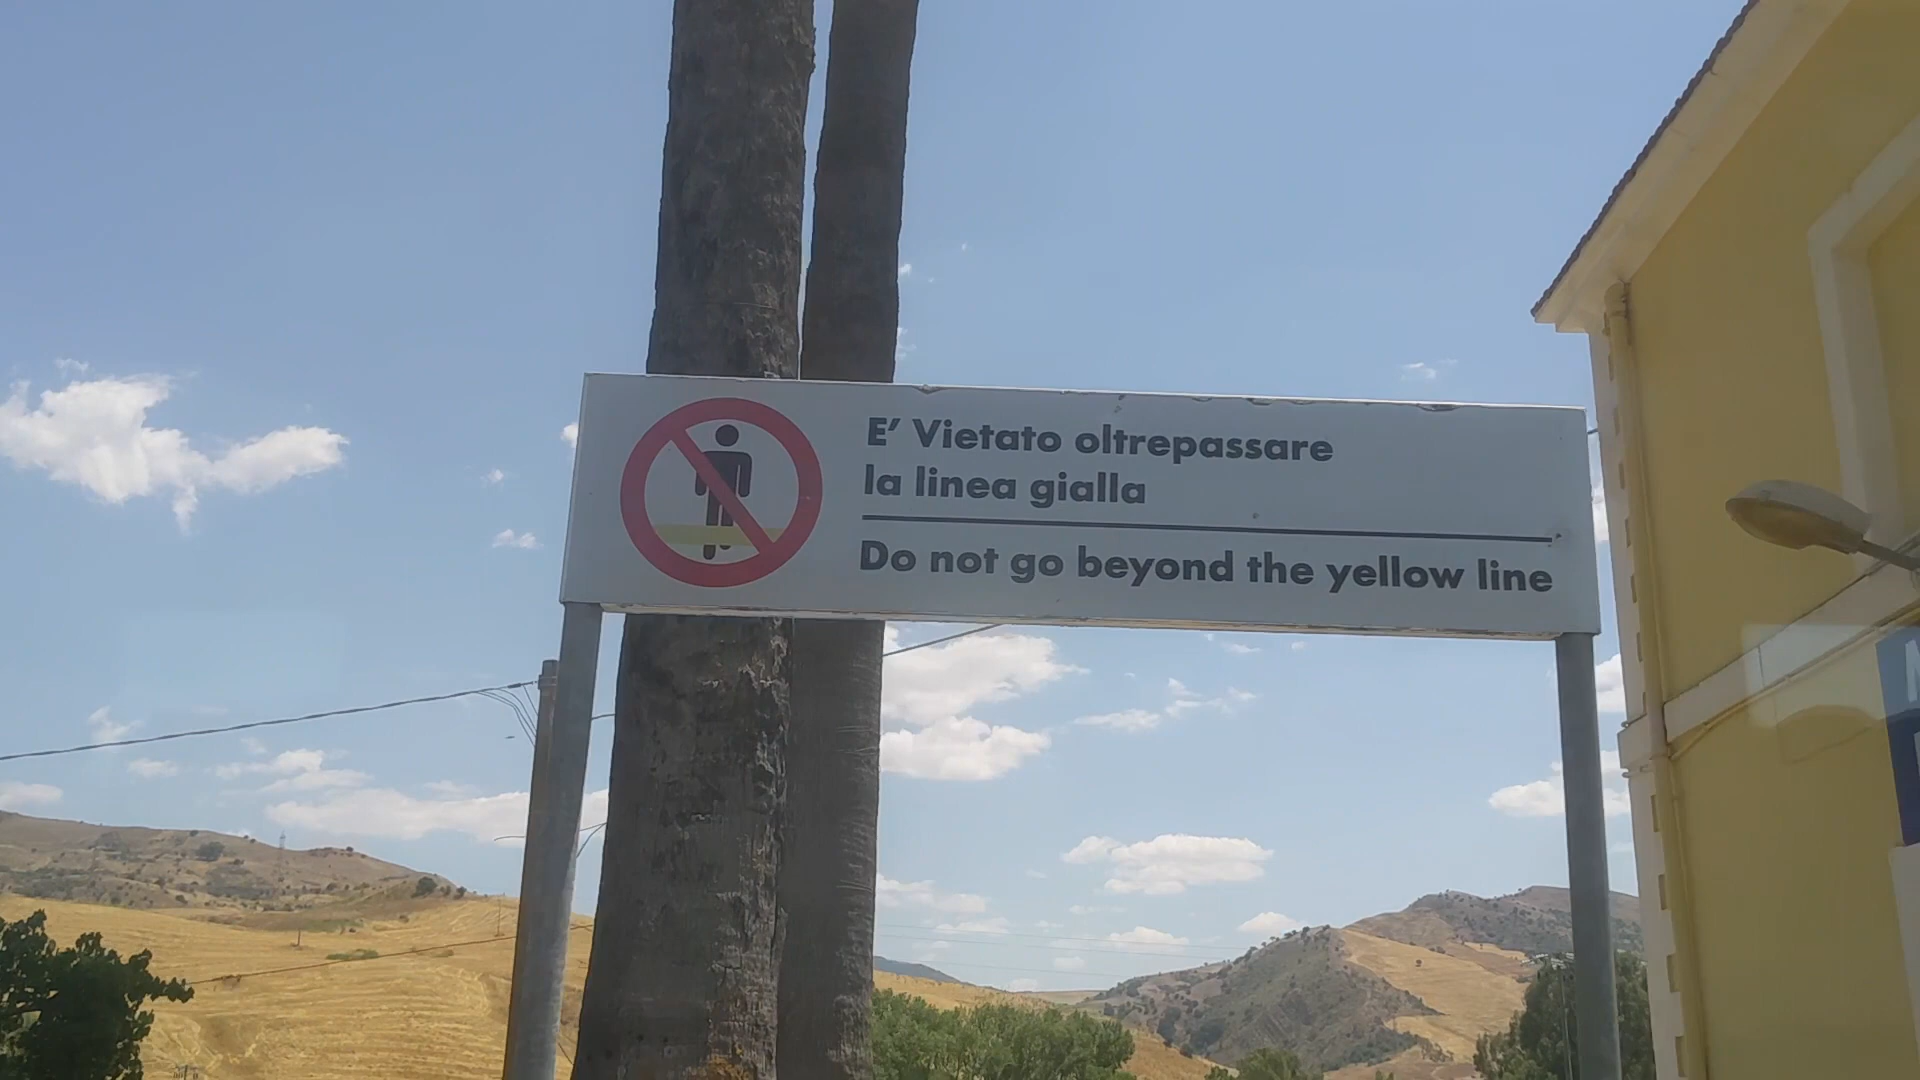 E' Vietato oltrepassare
la linea gialla
Do not go beyond the yellow line